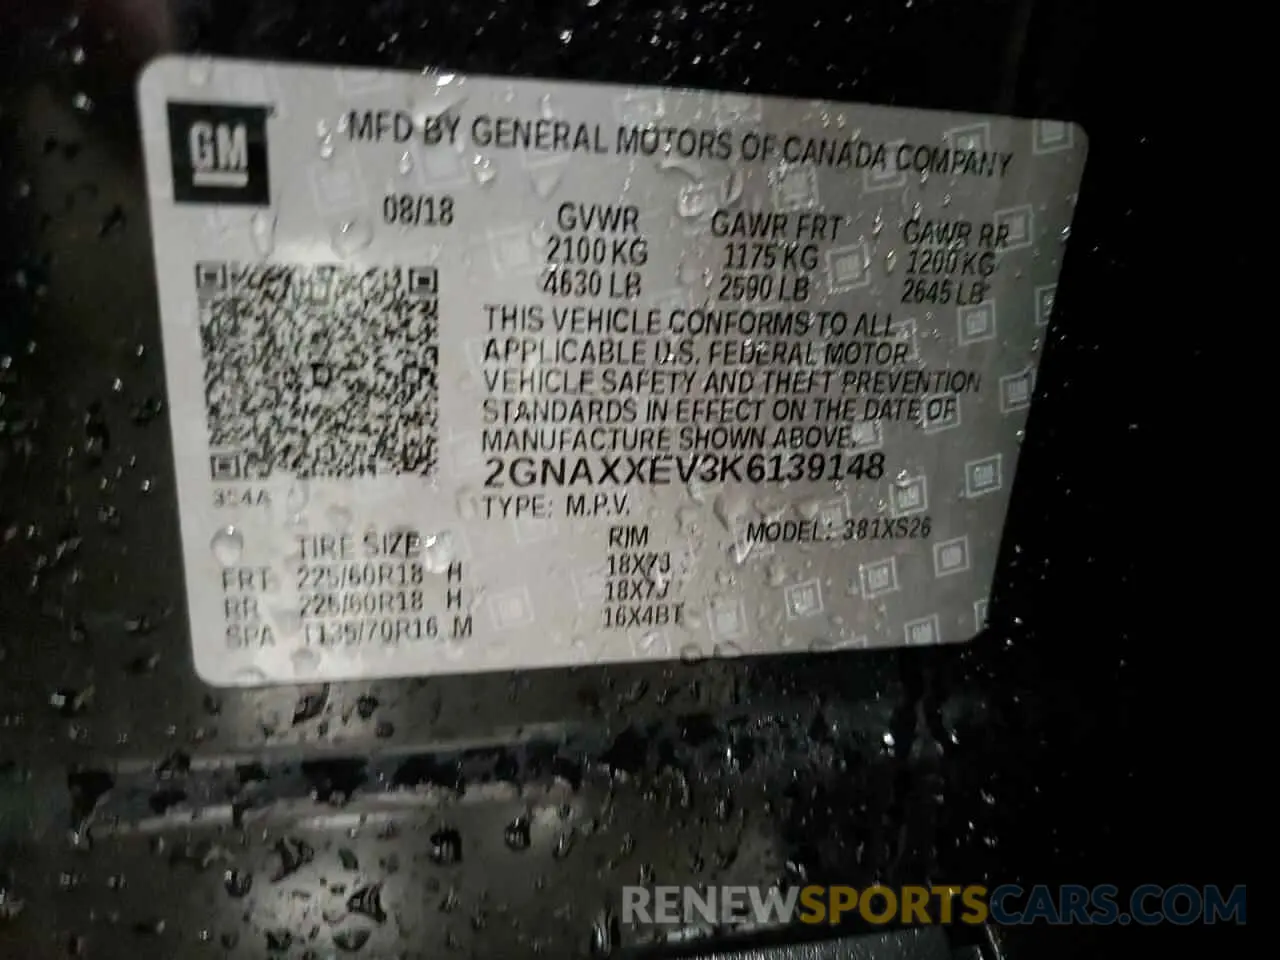 GM
MFD BY GENERAL MOTORS OF CANADA COMPANY
08/18 GVWR GAWR FRT GAWR RR
2100 KG 1175 KG 1200 KG
4630 LB 2590 LB 2645 LB
THIS VEHICLE CONFORMS TO ALL
APPLICABLE U.S. FEDERAL MOTOR
VEHICLE SAFETY AND THEFT PREVENTION
STANDARDS IN EFFECT ON THE DATE OF
MANUFACTURE SHOWN ABOVE.
2GNAXXEV3K6139148
TYPE: M.P.V. MODEL: 381XS26
TIRE SIZE RIM
FRT 225/60R18 H 18X7J
RR 225/60R18 H 18X7J
SPA T135/70R16 M 16X4BT
RENEWSPORTSCARS.COM